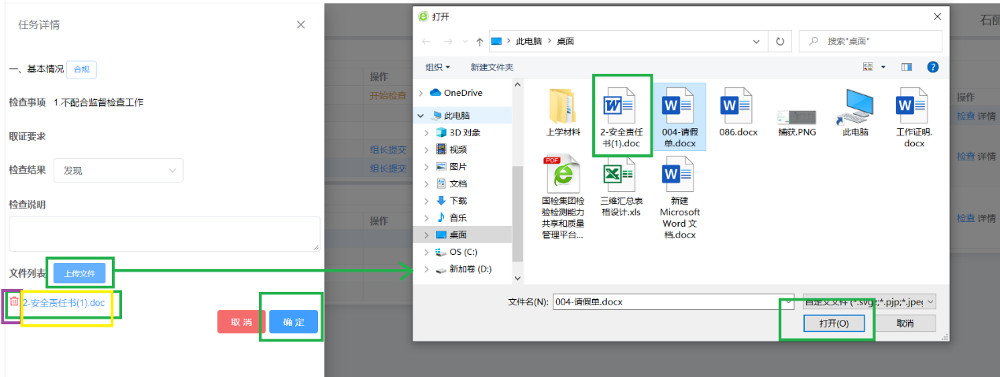 任务详情
一、基本情况 合规
检查事项 1.不配合监督检查工作
取证要求
检查结果 发现
检查说明
文件列表 上传文件
2-安全责任书(1).doc
取 消 确 定
操作
开始检查
组长提交
组长提交
操作
打开
此电脑 桌面
搜索"桌面"
组织 新建文件夹
OneDrive
此电脑
3D 对象
视频
图片
文档
下载
音乐
桌面
OS (C:)
新加卷 (D:)
上学材料
2-安全责任
书(1).doc
004-请假
单.docx
086.docx
捕获.PNG
此电脑
工作证明.
docx
PDF
国检集团检
验检测能力
共享和质量
管理平台...
三维汇总表
格设计.xls
新建
Microsoft
Word 文
档.docx
文件名(N): 004-请假单.docx
自定义文件 (*.svgz;*.pjp;*.jpeg
打开(O) 取消
操作
检查 详情
检查 详情
检查 详情